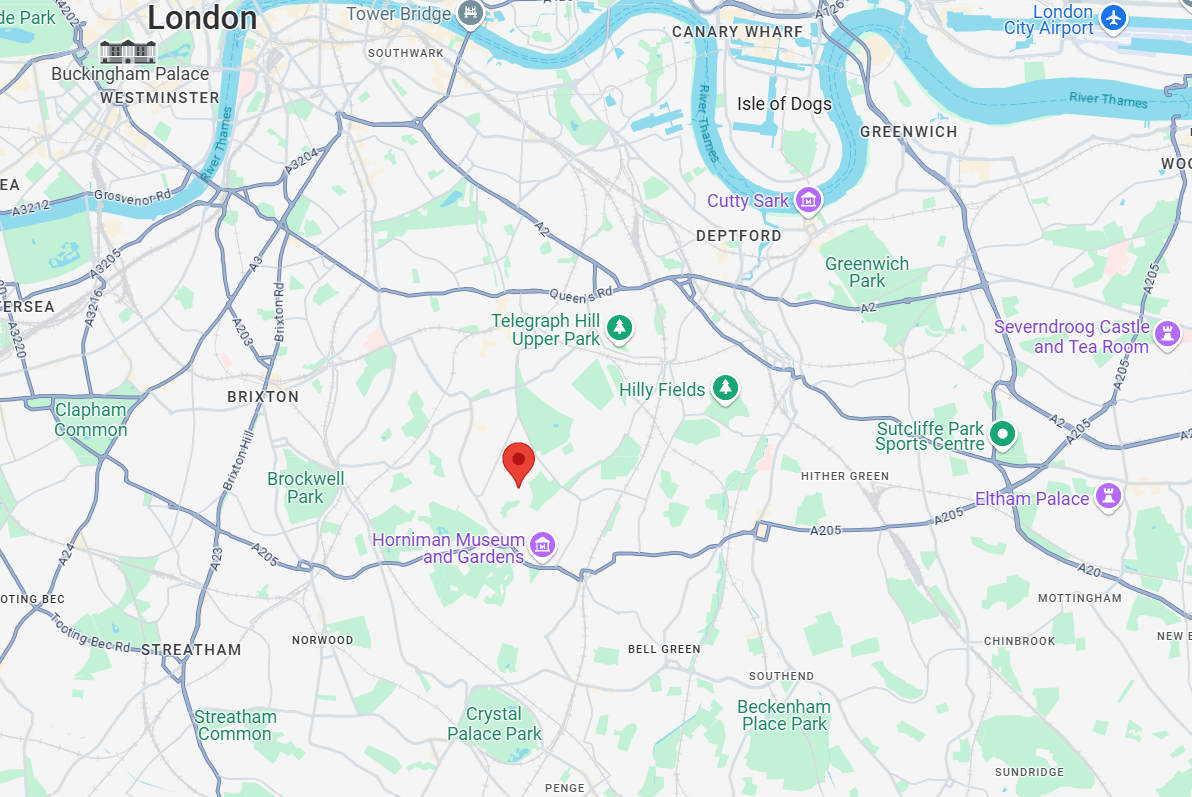 de Park
London
Tower Bridge
A126
London
City Airport
SOUTHWARK
CANARY WHARF
Buckingham Palace
WESTMINSTER
River Thames
River Thames
River Thames
Isle of Dogs
GREENWICH
A3204
WOO
EA
Grosvenor Rd
A3212
Cutty Sark
A2
DEPTFORD
A3205
A3
Greenwich
Park
A205
Queen's Rd
A3216
Brixton Rd
TERSEA
A2
Telegraph Hill
Upper Park
Severndroog Castle
and Tea Room
A203
A3220
A205
Hilly Fields
BRIXTON
Clapham
Common
A2
Sutcliffe Park
Sports Centre
A205
Brixton Hill
Brockwell
Park
HITHER GREEN
Eltham Palace
A205
A205
Horniman Museum
and Gardens
A24
A23
A205
A20
OTING BEC
MOTTINGHAM
Tooting Bec Rd
STREATHAM
NORWOOD
BELL GREEN
CHINBROOK
NEW E
SOUTHEND
Streatham
Common
Crystal
Palace Park
Beckenham
Place Park
SUNDRIDGE
PENGE